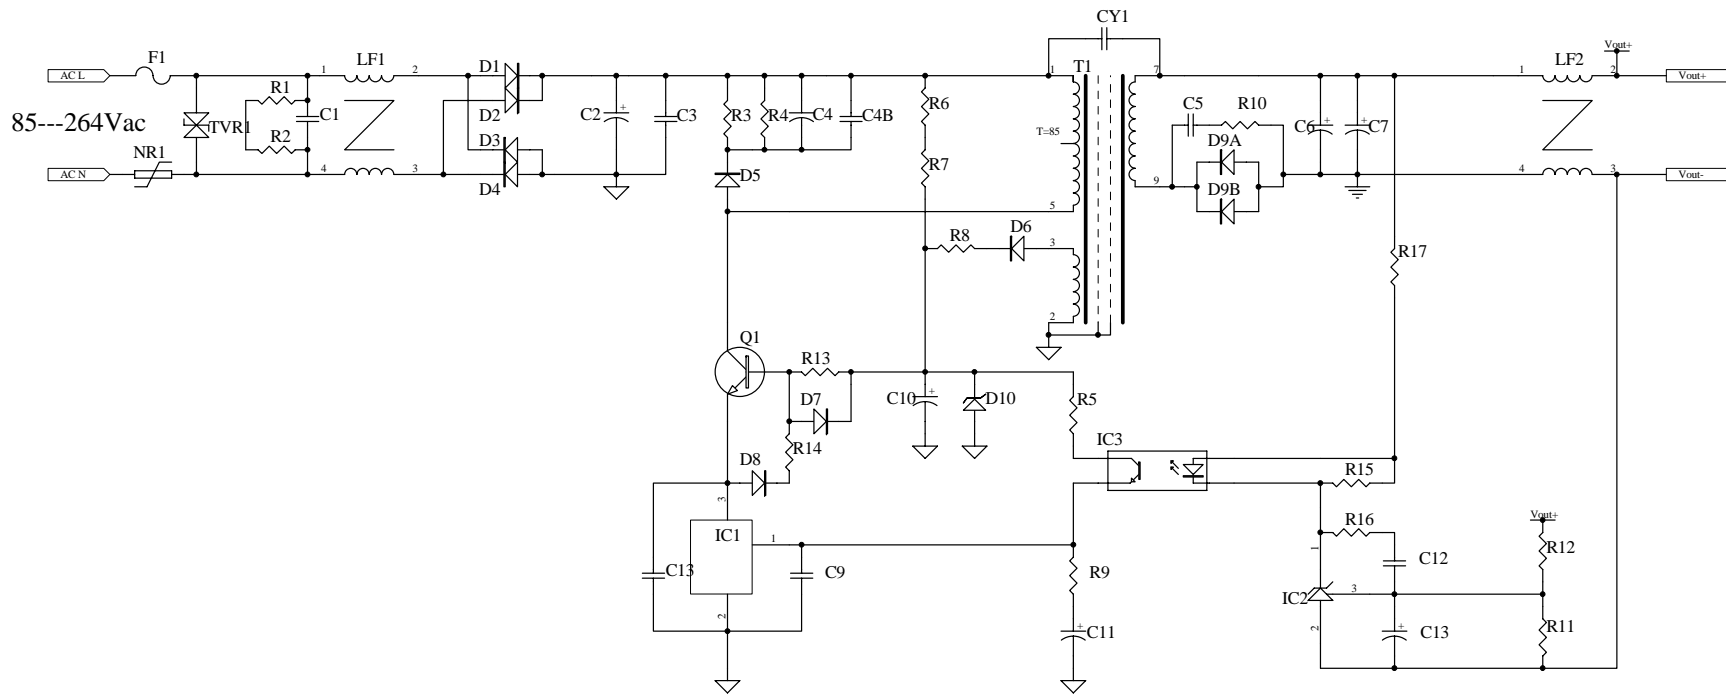 CY1
F1
LF1
T1
LF2
Vout+
AC L
1
2
D1
1
7
1
2
Vout+
R1
D2
R6
C5
R10
85---264Vac
TVR1
C1
C2
+
C3
R3
R4
+
C4
C4B
T=85
C6
+
+
C7
R2
D3
D9A
NR1
R7
AC N
4
3
D4
D5
9
D9B
4
3
Vout-
5
R8
D6
3
R17
2
Q1
R13
D7
C10
+
D10
R5
R14
IC3
D8
R15
3
Vout+
IC1
1
R16
R12
1
C13
C9
R9
C12
IC2
3
2
+
C11
2
+
C13
R11